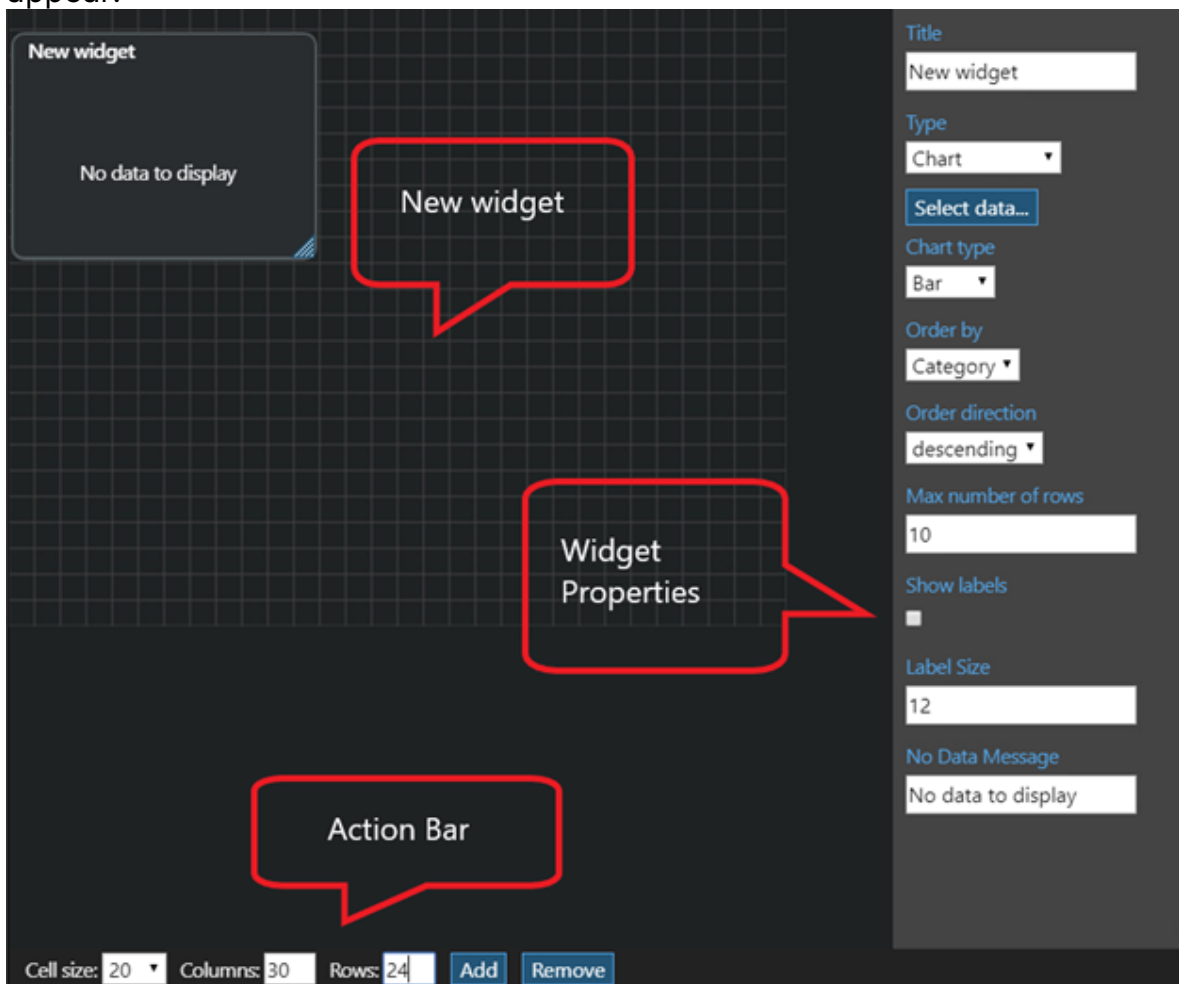 appear.
New widget
No data to display
New widget
Widget
Properties
Action Bar
Title
New widget
Type
Chart
Select data...
Chart type
Bar
Order by
Category
Order direction
descending
Max number of rows
10
Show labels
Label Size
12
No Data Message
No data to display
Cell size: 20 Columns: 30 Rows: 24 Add Remove